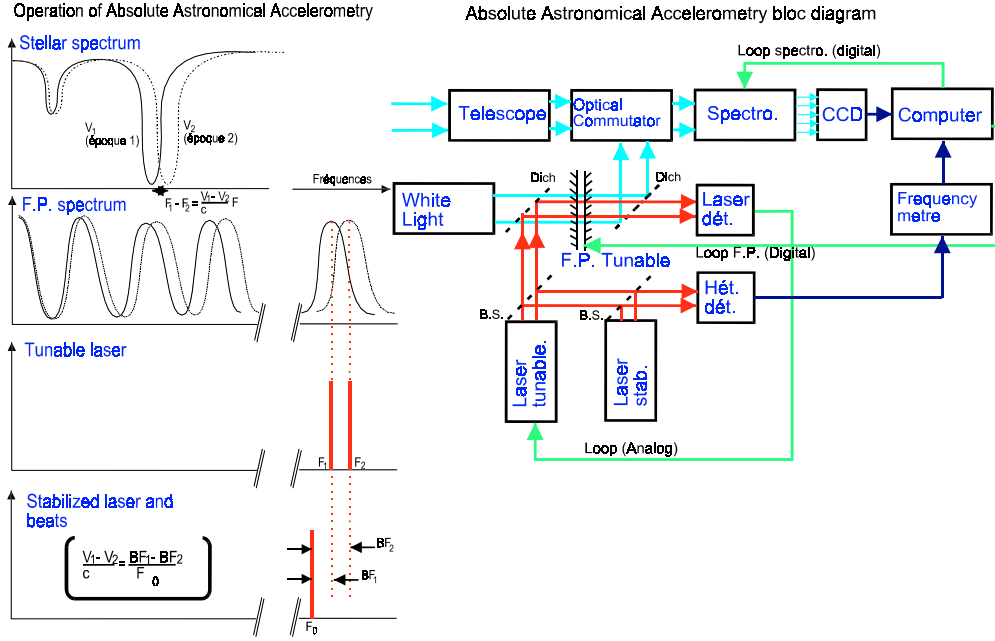 Operation of Absolute Astronomical Accelerometry
Stellar spectrum
V1
(époque 1)
V2
(époque 2)
F1 - F2 = V1 - V2 / c F
Fréquences
F.P. spectrum
Tunable laser
F1
F2
Stabilized laser and
beats
V1 - V2 / c = BF1 - BF2 / F 0
BF2
BF1
F0
Absolute Astronomical Accelerometry bloc diagram
Loop spectro. (digital)
Telescope
Optical
Commutator
Spectro.
CCD
Computer
Dich
Dich
White
Light
Laser
dét.
Frequency
metre
F.P. Tunable
Loop F.P. (Digital)
Hét.
dét.
B.S.
B.S.
Laser
tunable.
Laser
stab.
Loop (Analog)